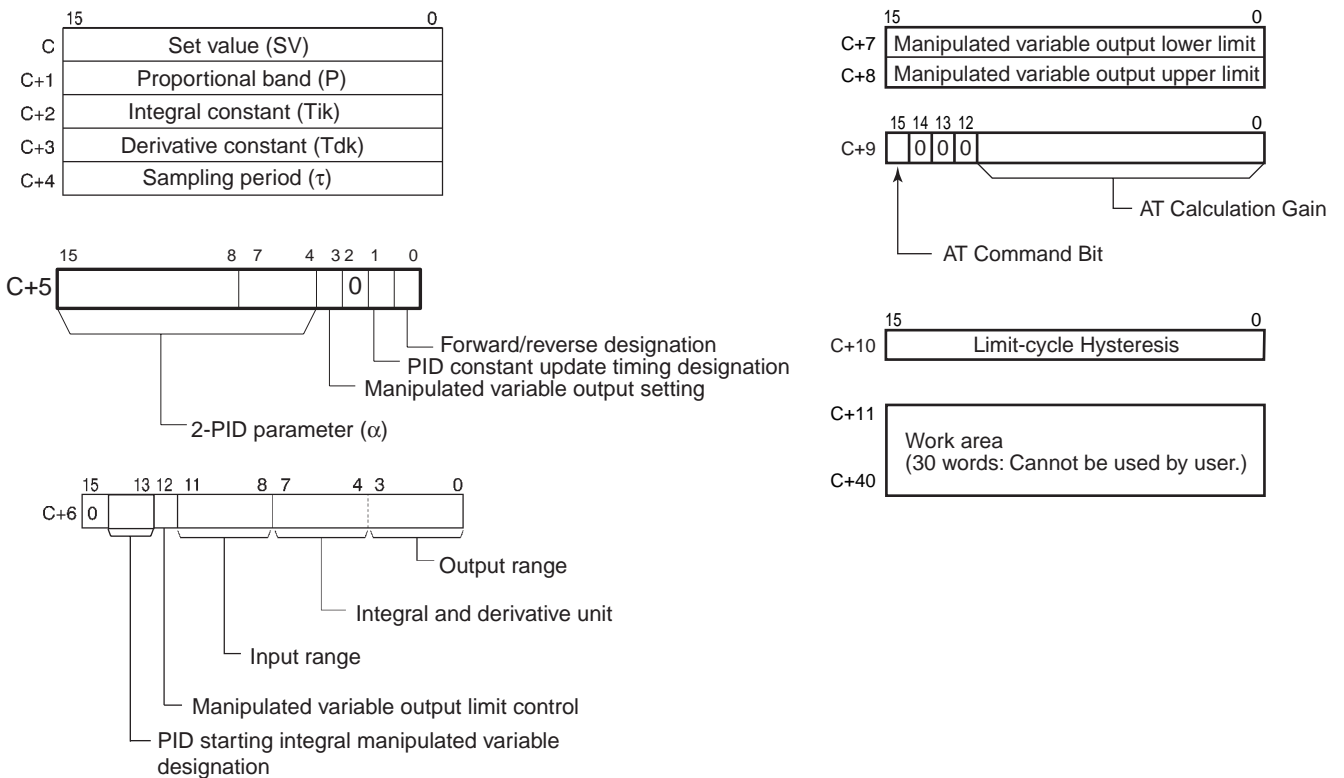 15 0
C Set value (SV)
C+1 Proportional band (P)
C+2 Integral constant (Tik)
C+3 Derivative constant (Tdk)
C+4 Sampling period (τ)
15 8 7 4 3 2 1 0
C+5 0
Forward/reverse designation
PID constant update timing designation
Manipulated variable output setting
2-PID parameter (α)
15 13 12 11 8 7 4 3 0
C+6 0
Output range
Integral and derivative unit
Input range
Manipulated variable output limit control
PID starting integral manipulated variable
designation
15 0
C+7 Manipulated variable output lower limit
C+8 Manipulated variable output upper limit
15 14 13 12 0
C+9 0 0 0
AT Calculation Gain
AT Command Bit
15 0
C+10 Limit-cycle Hysteresis
C+11
Work area
(30 words: Cannot be used by user.)
C+40